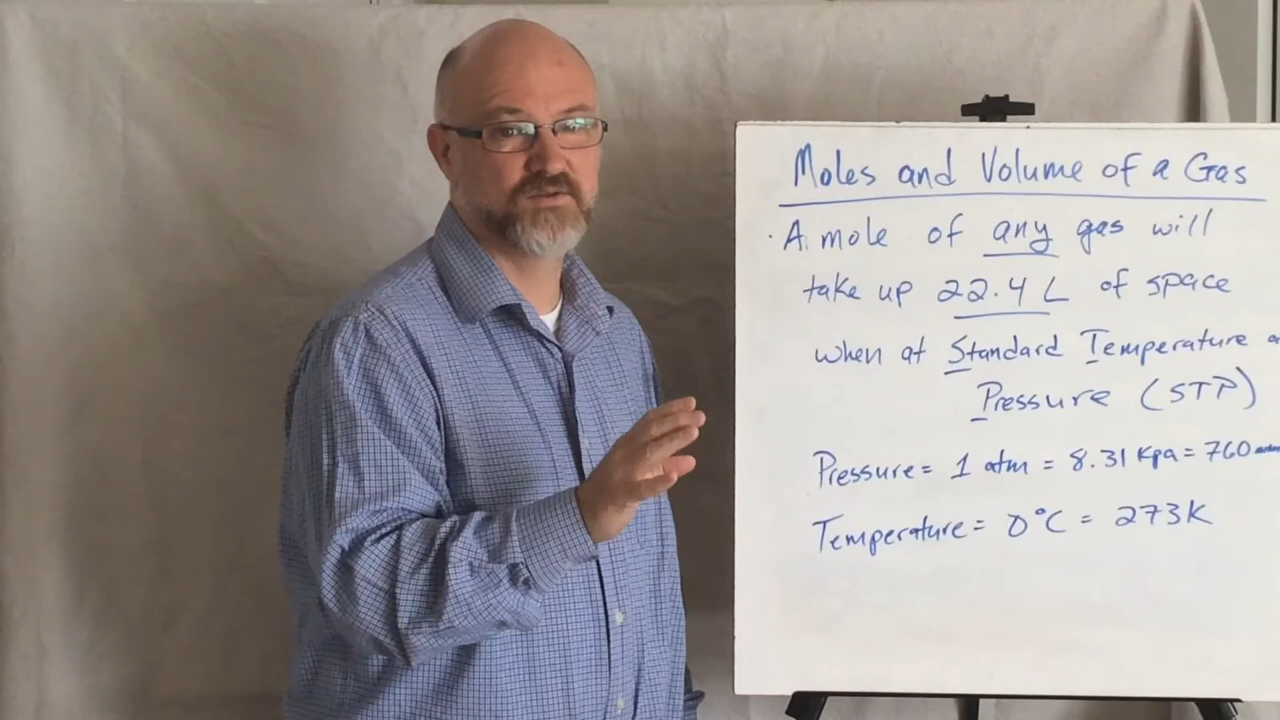 Moles and Volume of a Gas
· A mole of any gas will
take up 22.4 L of space
when at Standard Temperature
Pressure (STP)
Pressure = 1 atm = 8.31 Kpa = 760
Temperature = 0°C = 273K